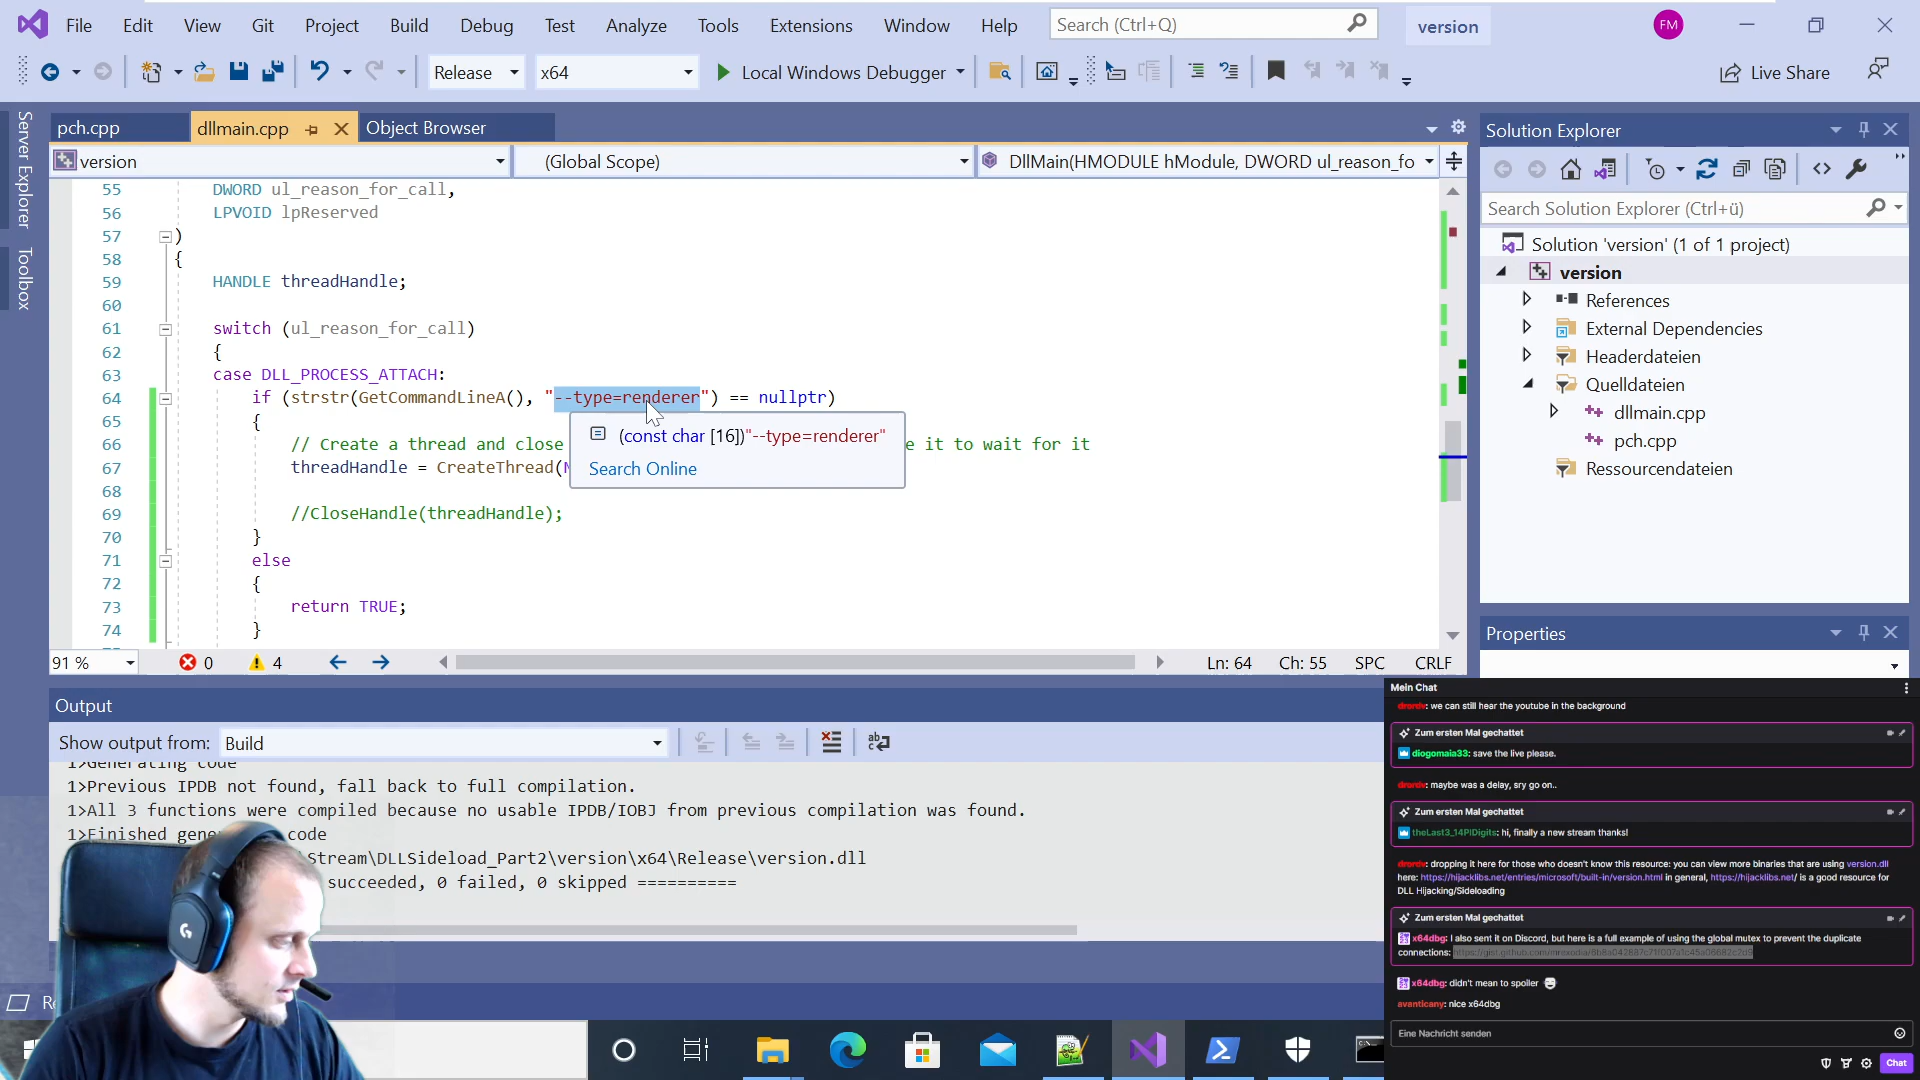 File Edit View Git Project Build Debug Test Analyze Tools Extensions Window Help Search (Ctrl+Q) version FM
Release x64 Local Windows Debugger Live Share
Server Explorer
Toolbox
pch.cpp dllmain.cpp Object Browser
version (Global Scope) DllMain(HMODULE hModule, DWORD ul_reason_fo
55 DWORD ul_reason_for_call,
56 LPVOID lpReserved
57 )
58 {
59 HANDLE threadHandle;
60
61 switch (ul_reason_for_call)
62 {
63 case DLL_PROCESS_ATTACH:
64 if (strstr(GetCommandLineA(), "--type=renderer") == nullptr)
65 {
66 // Create a thread and close e it to wait for it
67 threadHandle = CreateThread(
68
69 //CloseHandle(threadHandle);
70 }
71 else
72 {
73 return TRUE;
74 }
(const char [16])"--type=renderer"
Search Online
91 % 0 4 Ln: 64 Ch: 55 SPC CRLF
Output
Show output from: Build
1>Generating code
1>Previous IPDB not found, fall back to full compilation.
1>All 3 functions were compiled because no usable IPDB/IOBJ from previous compilation was found.
1>Finished gene code
Stream\DLLSideload_Part2\version\x64\Release\version.dll
succeeded, 0 failed, 0 skipped ==========
Solution Explorer
Search Solution Explorer (Ctrl+ü)
Solution 'version' (1 of 1 project)
version
References
External Dependencies
Headerdateien
Quelldateien
dllmain.cpp
pch.cpp
Ressourcendateien
Properties
Mein Chat
drordv: we can still hear the youtube in the background
Zum ersten Mal gechattet
diogomaia33: save the live please.
drordv: maybe was a delay, sry go on..
Zum ersten Mal gechattet
theLast3_14PIDigits: hi, finally a new stream thanks!
drordv: dropping it here for those who doesn't know this resource: you can view more binaries that are using version.dll
here: https://hijacklibs.net/entries/microsoft/built-in/version.html in general, https://hijacklibs.net/ is a good resource for
DLL Hijacking/Sideloading
Zum ersten Mal gechattet
x64dbg: I also sent it on Discord, but here is a full example of using the global mutex to prevent the duplicate
connections:
x64dbg: didn't mean to spoiler
avanticany: nice x64dbg
Eine Nachricht senden
Chat